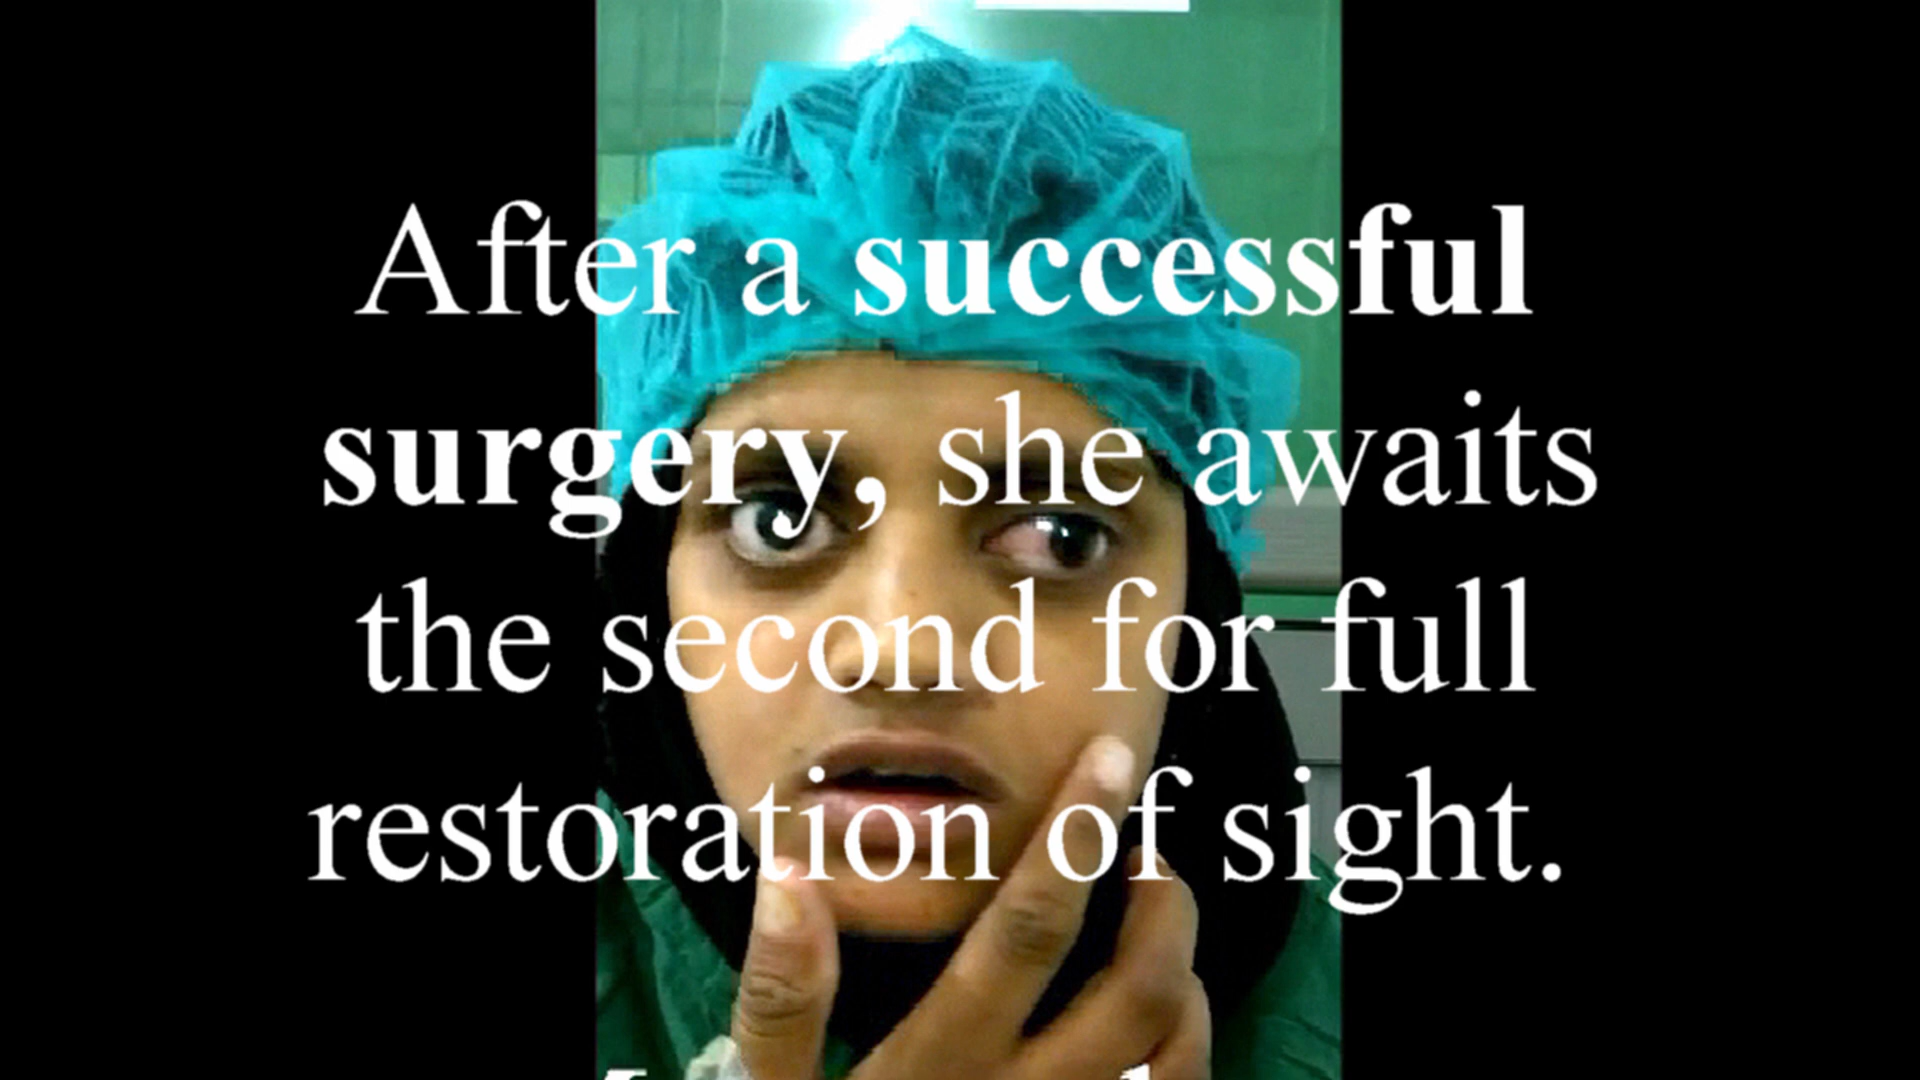 After a successful
surgery, she awaits
the second for full
restoration of sight.